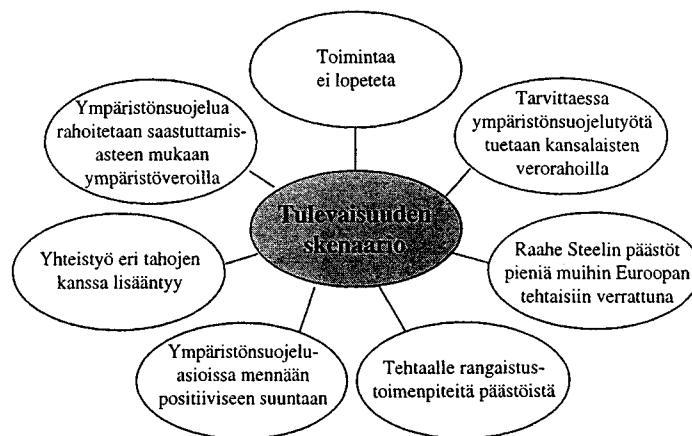 Toimintaa
ei lopeteta
Ympäristönsuojelua
rahoitetaan saastuttamis-
asteen mukaan
ympäristöveroilla
Tarvittaessa
ympäristönsuojelutyötä
tuetaan kansalaisten
verorahoilla
Tulevaisuuden
skenaario
Yhteistyö eri tahojen
kanssa lisääntyy
Raahe Steelin päästöt
pieniä muihin Euroopan
tehtaisiin verrattuna
Ympäristönsuojelu-
asioissa mennään
positiiviseen suuntaan
Tehtaalle rangaistus-
toimenpiteitä päästöistä